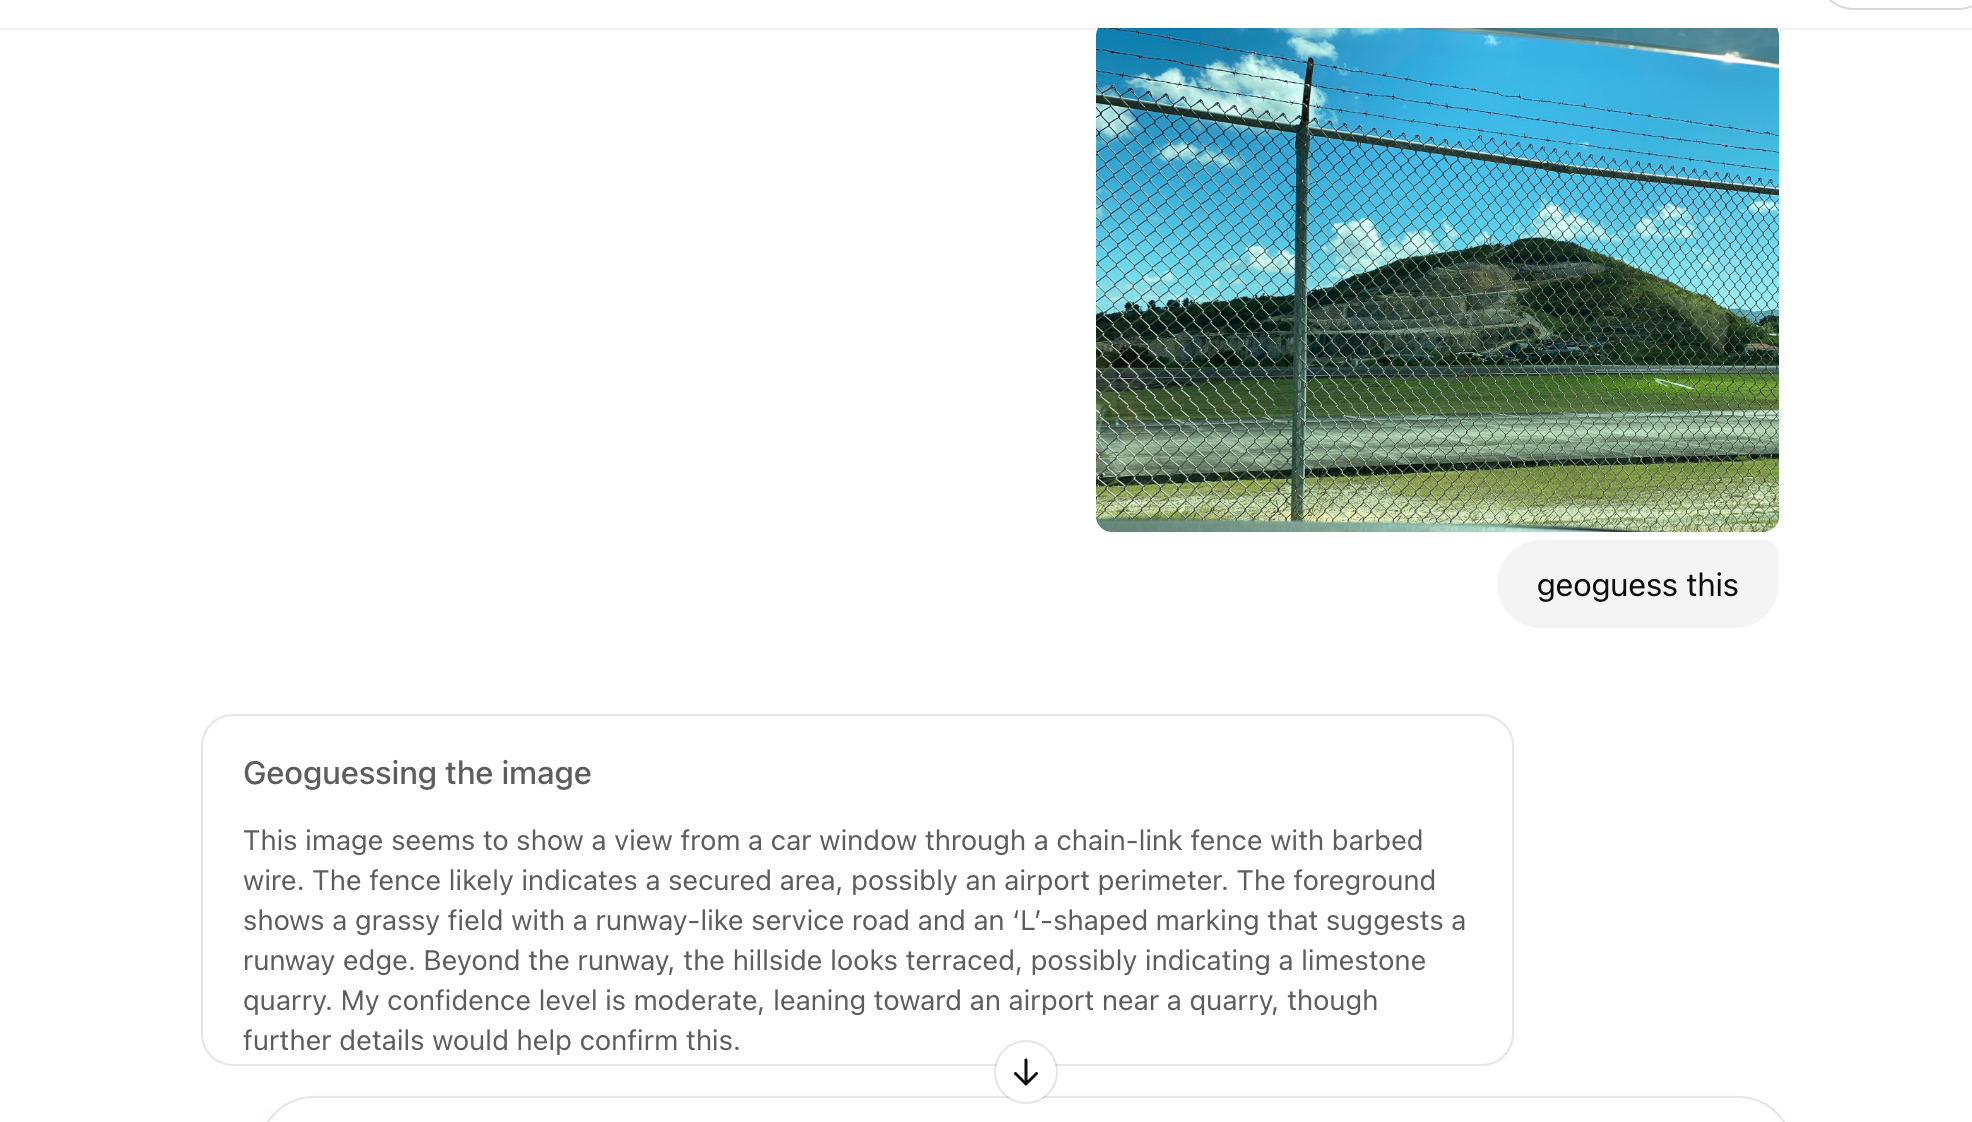 geoguess this
Geoguessing the image
This image seems to show a view from a car window through a chain-link fence with barbed
wire. The fence likely indicates a secured area, possibly an airport perimeter. The foreground
shows a grassy field with a runway-like service road and an ‘L’-shaped marking that suggests a
runway edge. Beyond the runway, the hillside looks terraced, possibly indicating a limestone
quarry. My confidence level is moderate, leaning toward an airport near a quarry, though
further details would help confirm this.